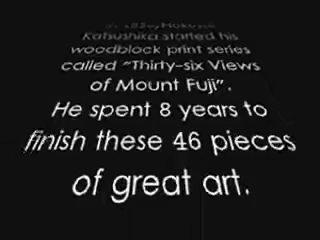 Katsushika started his
woodblock print series
called "Thirty-six Views
of Mount Fuji".
He spent 8 years to
finish these 46 pieces
of great art.